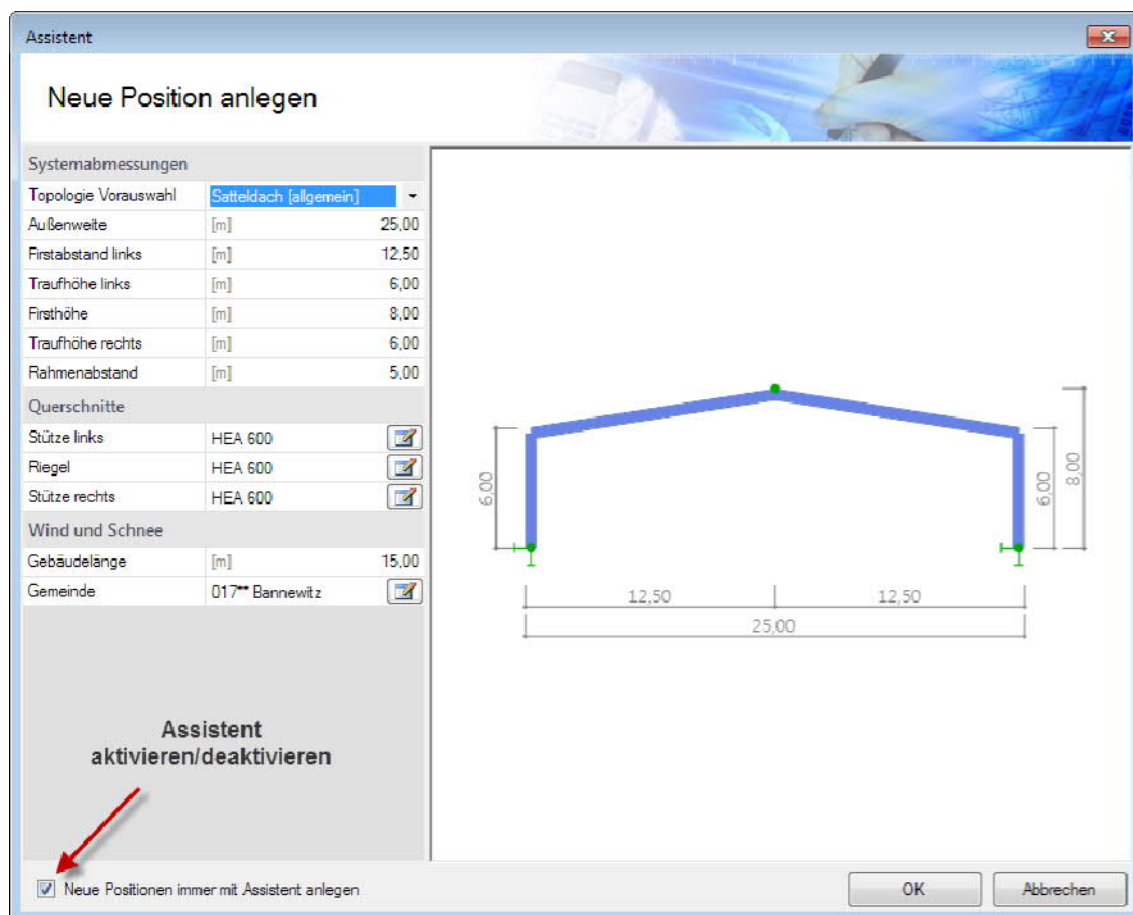 Assistent
Neue Position anlegen
Systemabmessungen
Topologie Vorauswahl Satteldach [allgemein]
Außenweite [m] 25,00
Firstabstand links [m] 12,50
Traufhöhe links [m] 6,00
Firsthöhe [m] 8,00
Traufhöhe rechts [m] 6,00
Rahmenabstand [m] 5,00
Querschnitte
Stütze links HEA 600
Riegel HEA 600
Stütze rechts HEA 600
Wind und Schnee
Gebäudelänge [m] 15,00
Gemeinde 017** Bannewitz
Assistent
aktivieren/deaktivieren
6,00
6,00
8,00
12,50 12,50
25,00
Neue Positionen immer mit Assistent anlegen
OK Abbrechen